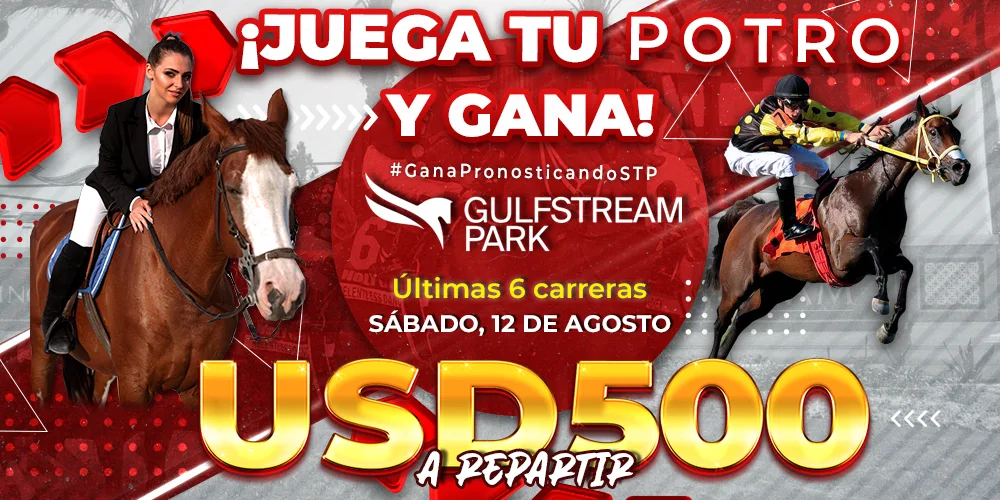 ¡JUEGA TU POTRO
Y GANA!
#GanaPronosticandoSTP
GULFSTREAM
PARK
Últimas 6 carreras
SÁBADO, 12 DE AGOSTO
USD500
A REPARTIR